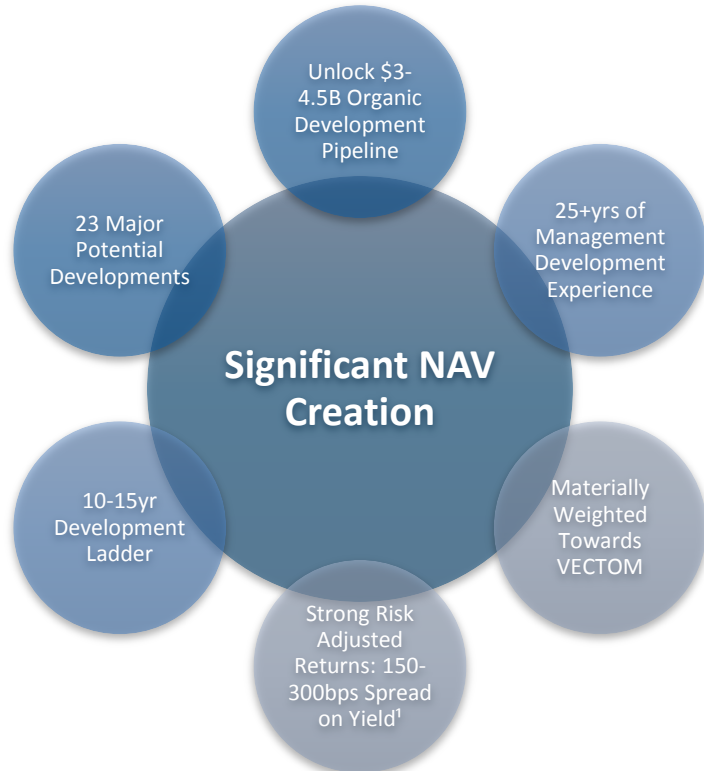 Unlock $3-
4.5B Organic
Development
Pipeline
23 Major
Potential
Developments
25+yrs of
Management
Development
Experience
Significant NAV
Creation
10-15yr
Development
Ladder
Materially
Weighted
Towards
VECTOM
Strong Risk
Adjusted
Returns: 150-
300bps Spread
on Yield¹